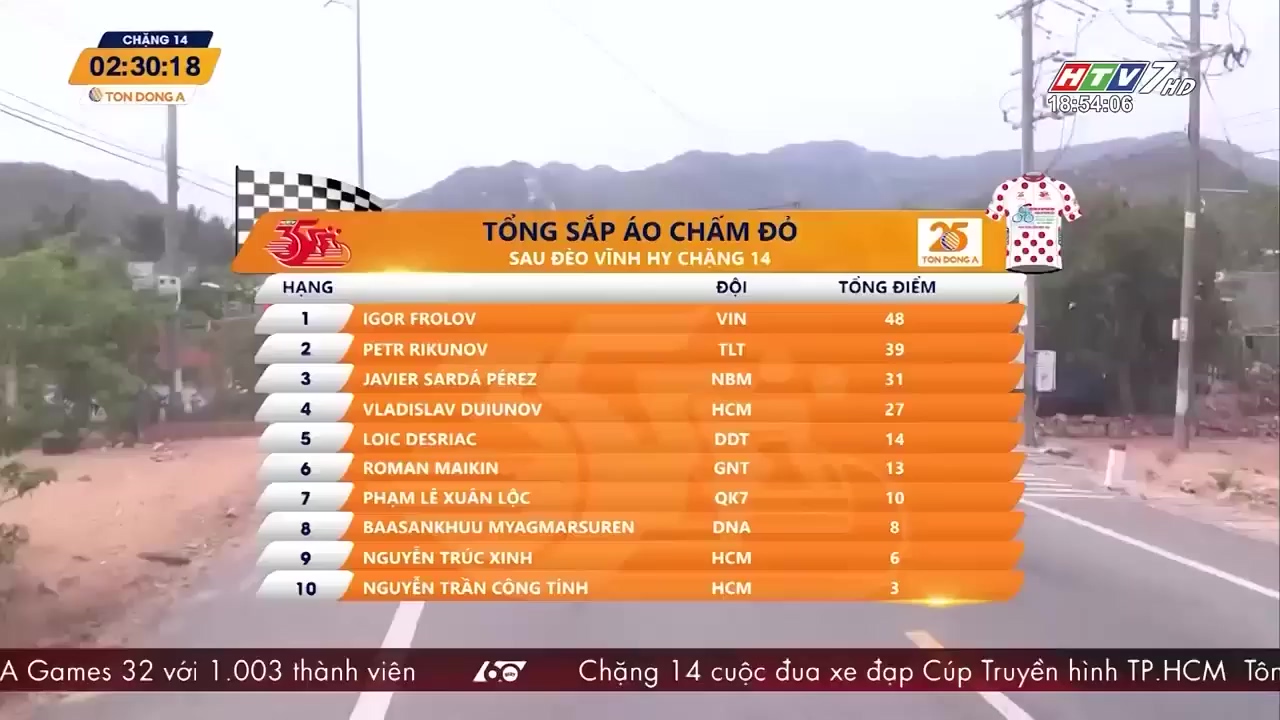 CHẶNG 14
02:30:18
TON DONG A
HTV7 HD
18:54:06
TỔNG SẮP ÁO CHẤM ĐỎ
SAU ĐÈO VĨNH HY CHẶNG 14
25
TON DONG A
HẠNG ĐỘI TỔNG ĐIỂM
1 IGOR FROLOV VIN 48
2 PETR RIKUNOV TLT 39
3 JAVIER SARDÁ PÉREZ NBM 31
4 VLADISLAV DUIUNOV HCM 27
5 LOIC DESRIAC DDT 14
6 ROMAN MAIKIN GNT 13
7 PHẠM LÊ XUÂN LỘC QK7 10
8 BAASANKHUU MYAGMARSUREN DNA 8
9 NGUYỄN TRÚC XINH HCM 6
10 NGUYỄN TRẦN CÔNG TÍNH HCM 3
A Games 32 với 1.003 thành viên 60 giây Chặng 14 cuộc đua xe đạp Cúp Truyền hình TP.HCM Tôn